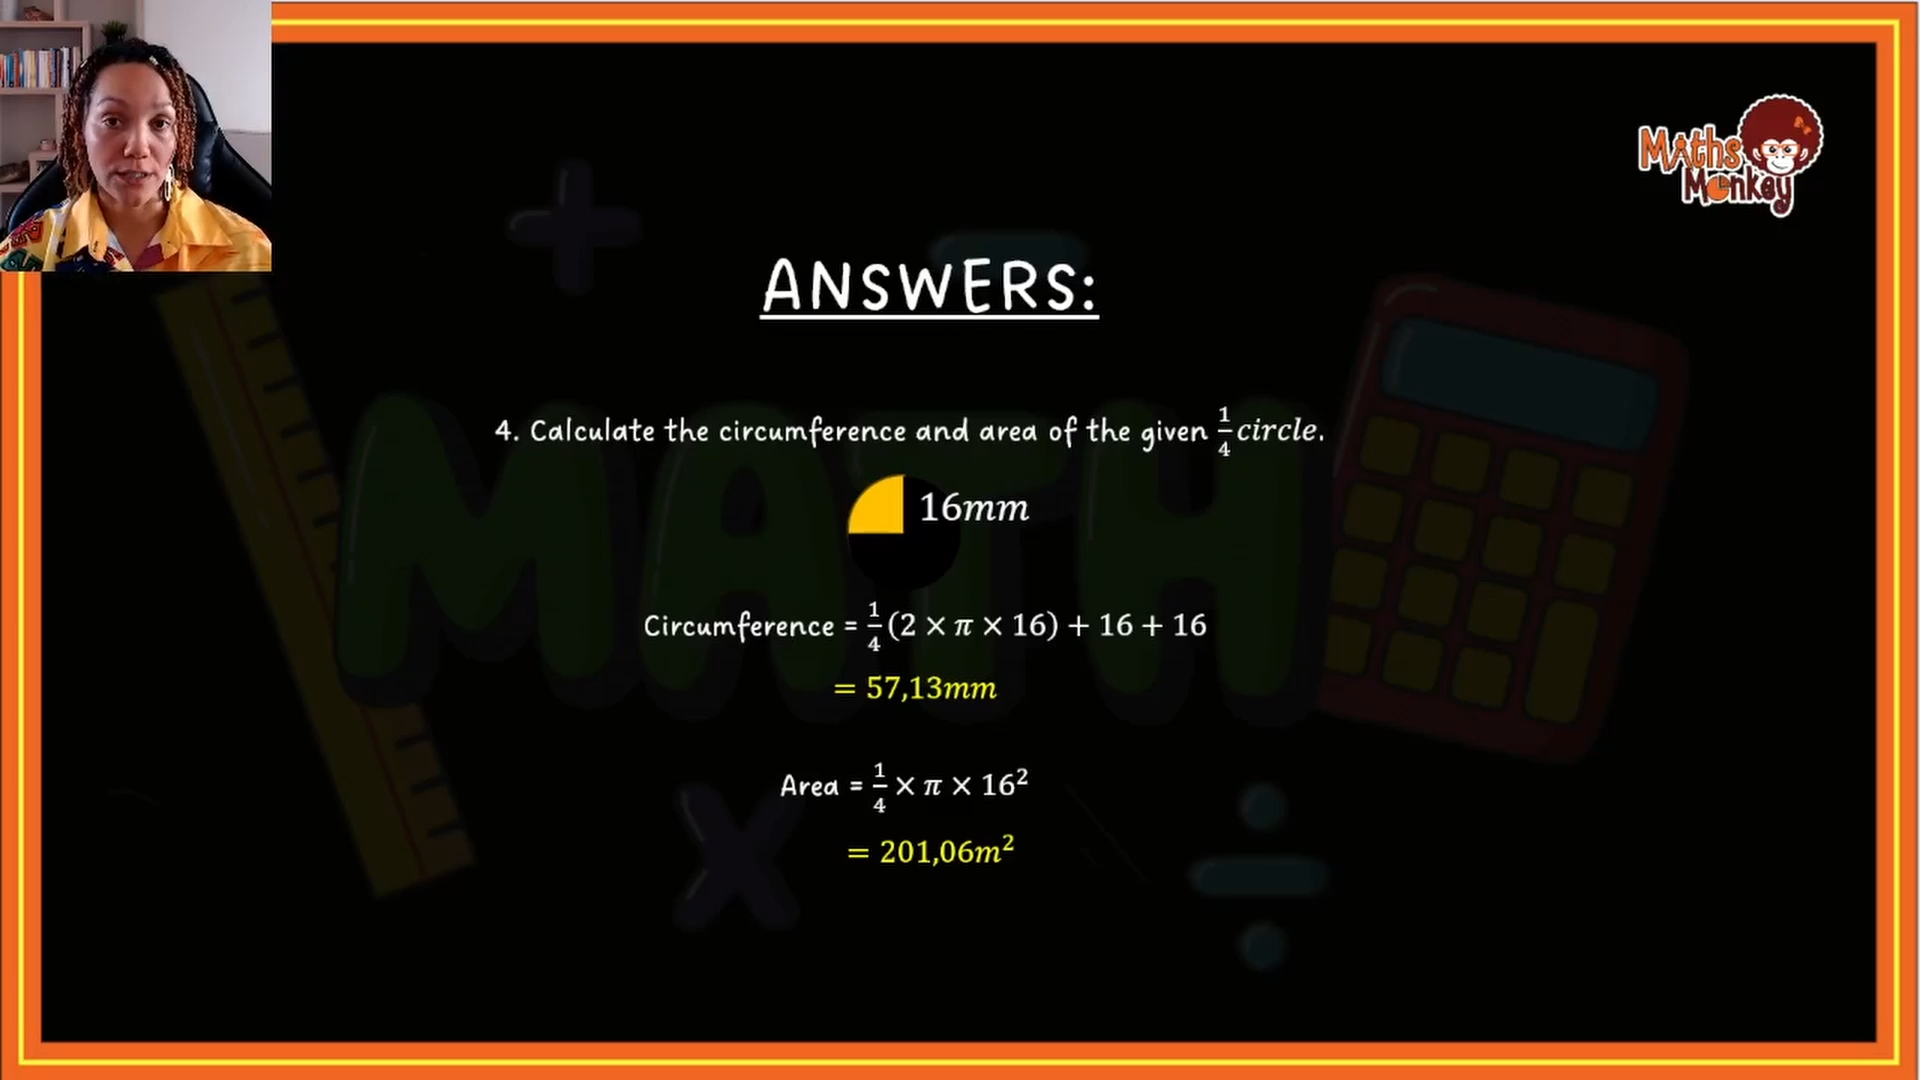 Maths
Monkey
ANSWERS:
4. Calculate the circumference and area of the given 1/4 circle.
16mm
Circumference = 1/4 (2 × π × 16) + 16 + 16
= 57,13mm
Area = 1/4 × π × 16²
= 201,06m²
MATH